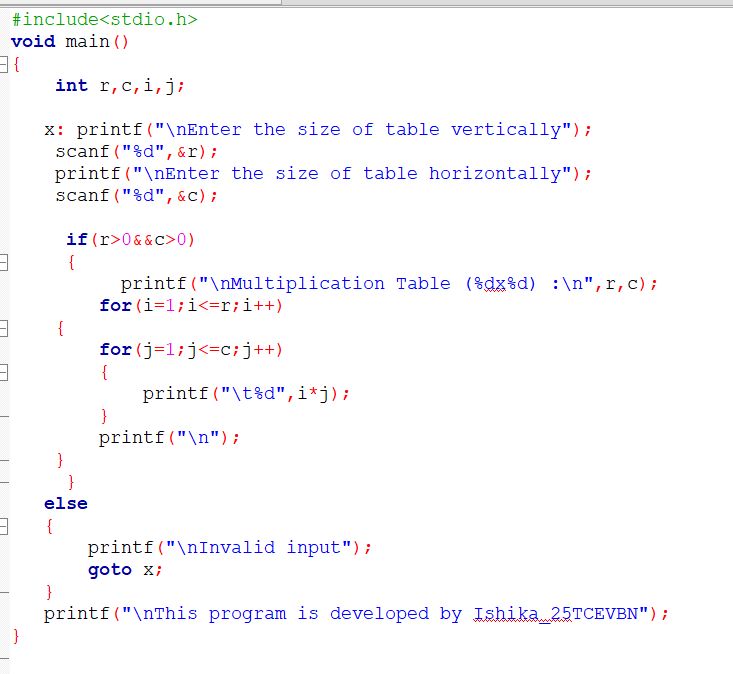 #include<stdio.h>
void main()
{
int r,c,i,j;
x: printf("\nEnter the size of table vertically");
scanf("%d",&r);
printf("\nEnter the size of table horizontally");
scanf("%d",&c);
if(r>0&&c>0)
{
printf("\nMultiplication Table (%dx%d) :\n",r,c);
for(i=1;i<=r;i++)
{
for(j=1;j<=c;j++)
{
printf("\t%d",i*j);
}
printf("\n");
}
}
else
{
printf("\nInvalid input");
goto x;
}
printf("\nThis program is developed by Ishika_25TCEVBN");
}